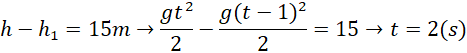 h − h₁ = 15m → gt²/2 − g(t − 1)²/2 = 15 → t = 2(s)